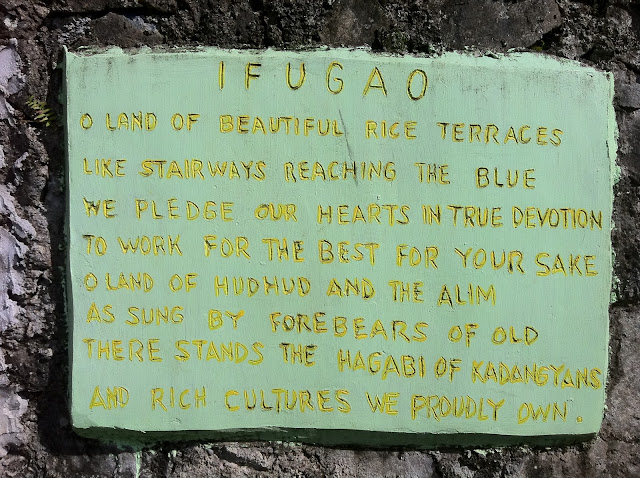 IFUGAO
O LAND OF BEAUTIFUL RICE TERRACES
LIKE STAIRWAYS REACHING THE BLUE
WE PLEDGE OUR HEARTS IN TRUE DEVOTION
TO WORK FOR THE BEST FOR YOUR SAKE
O LAND OF HUDHUD AND THE ALIM
AS SUNG BY FOREBEARS OF OLD
THERE STANDS THE HAGABI OF KADANGYANS
AND RICH CULTURES WE PROUDLY OWN.